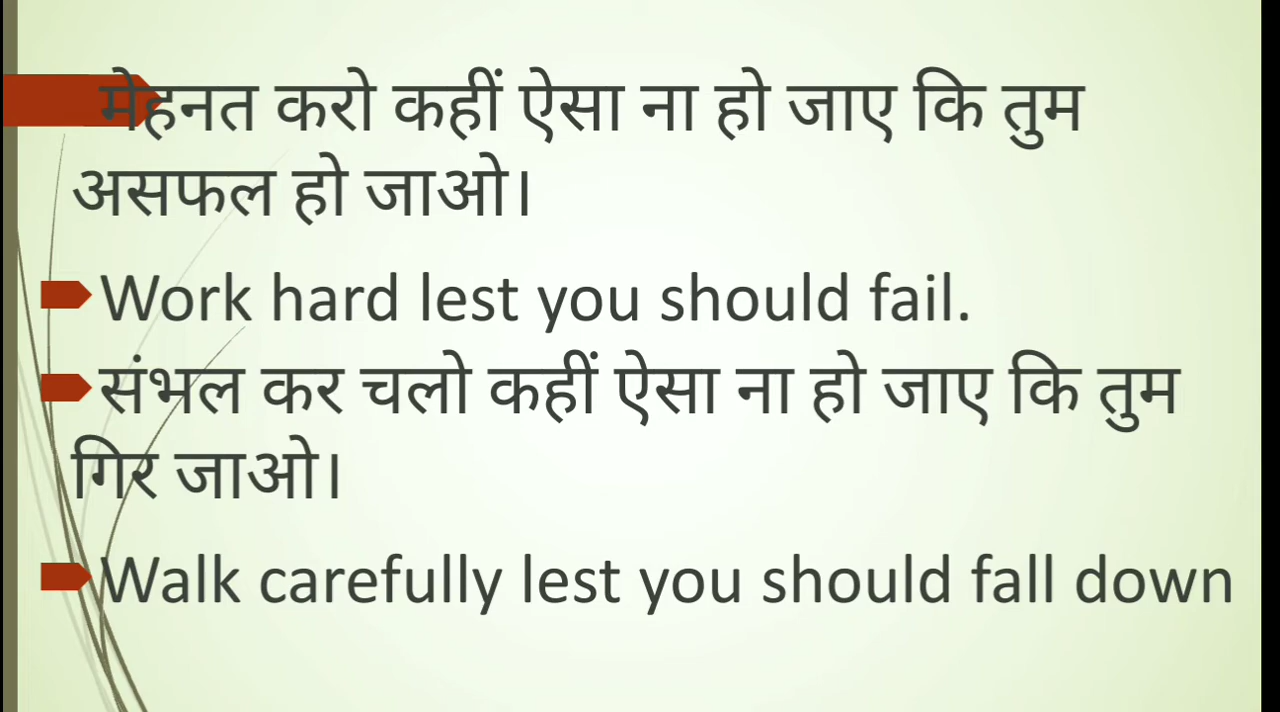 मेहनत करो कहीं ऐसा ना हो जाए कि तुम
असफल हो जाओ।
Work hard lest you should fail.
संभल कर चलो कहीं ऐसा ना हो जाए कि तुम
गिर जाओ।
Walk carefully lest you should fall down